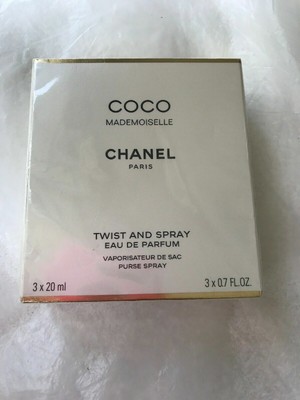 COCO
MADEMOISELLE
CHANEL
PARIS
TWIST AND SPRAY
EAU DE PARFUM
VAPORISATEUR DE SAC
PURSE SPRAY
3 x 20 ml
3 x 0.7 FL.OZ.